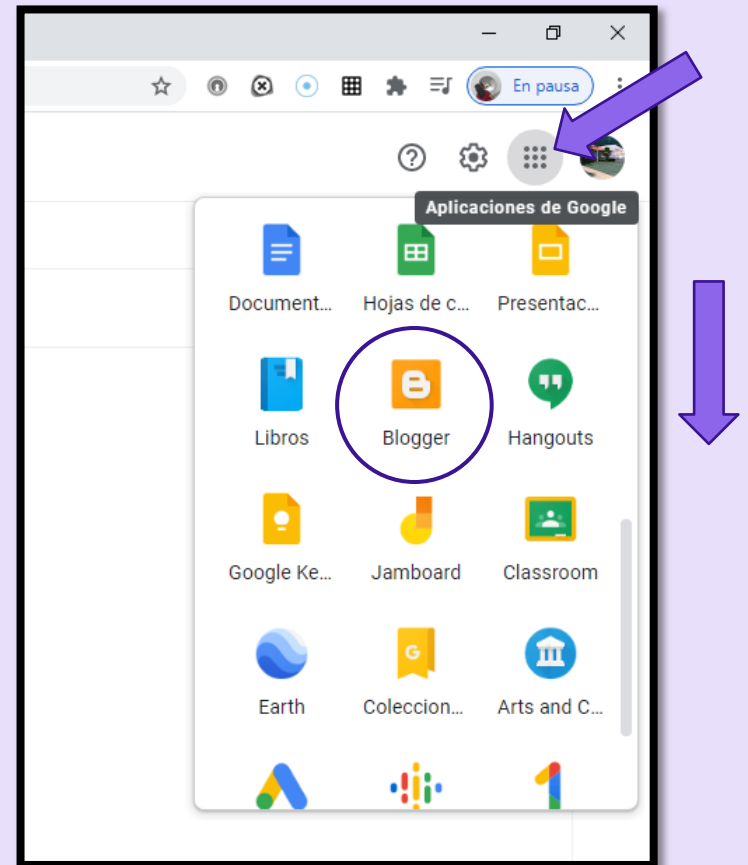 En pausa
Aplicaciones de Google
Document... Hojas de c... Presentac...
Libros Blogger Hangouts
Google Ke... Jamboard Classroom
Earth Coleccion... Arts and C...